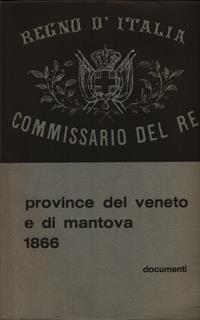 REGNO D'ITALIA
COMMISSARIO DEL RE
province del veneto
e di mantova
1866
documenti